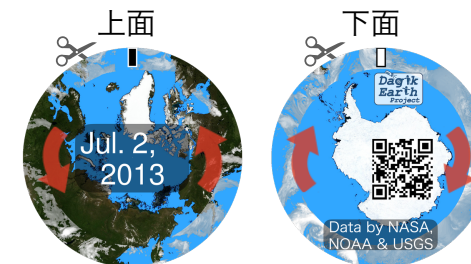 上面
下面
Jul. 2,
2013
Dagik
Earth
Project
Data by NASA,
NOAA & USGS